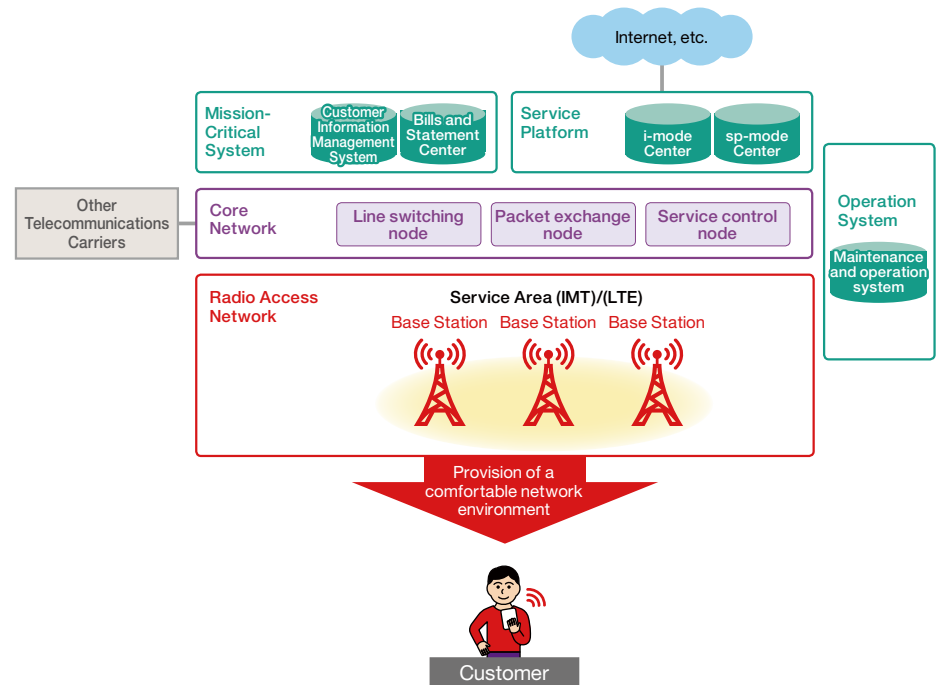 Internet, etc.
Mission-
Critical
System
Customer
Information
Management
System
Bills and
Statement
Center
Service
Platform
i-mode
Center
sp-mode
Center
Other
Telecommunications
Carriers
Core
Network
Line switching
node
Packet exchange
node
Service control
node
Operation
System
Maintenance
and operation
system
Radio Access
Network
Service Area (IMT)/(LTE)
Base Station Base Station Base Station
Provision of a
comfortable network
environment
Customer